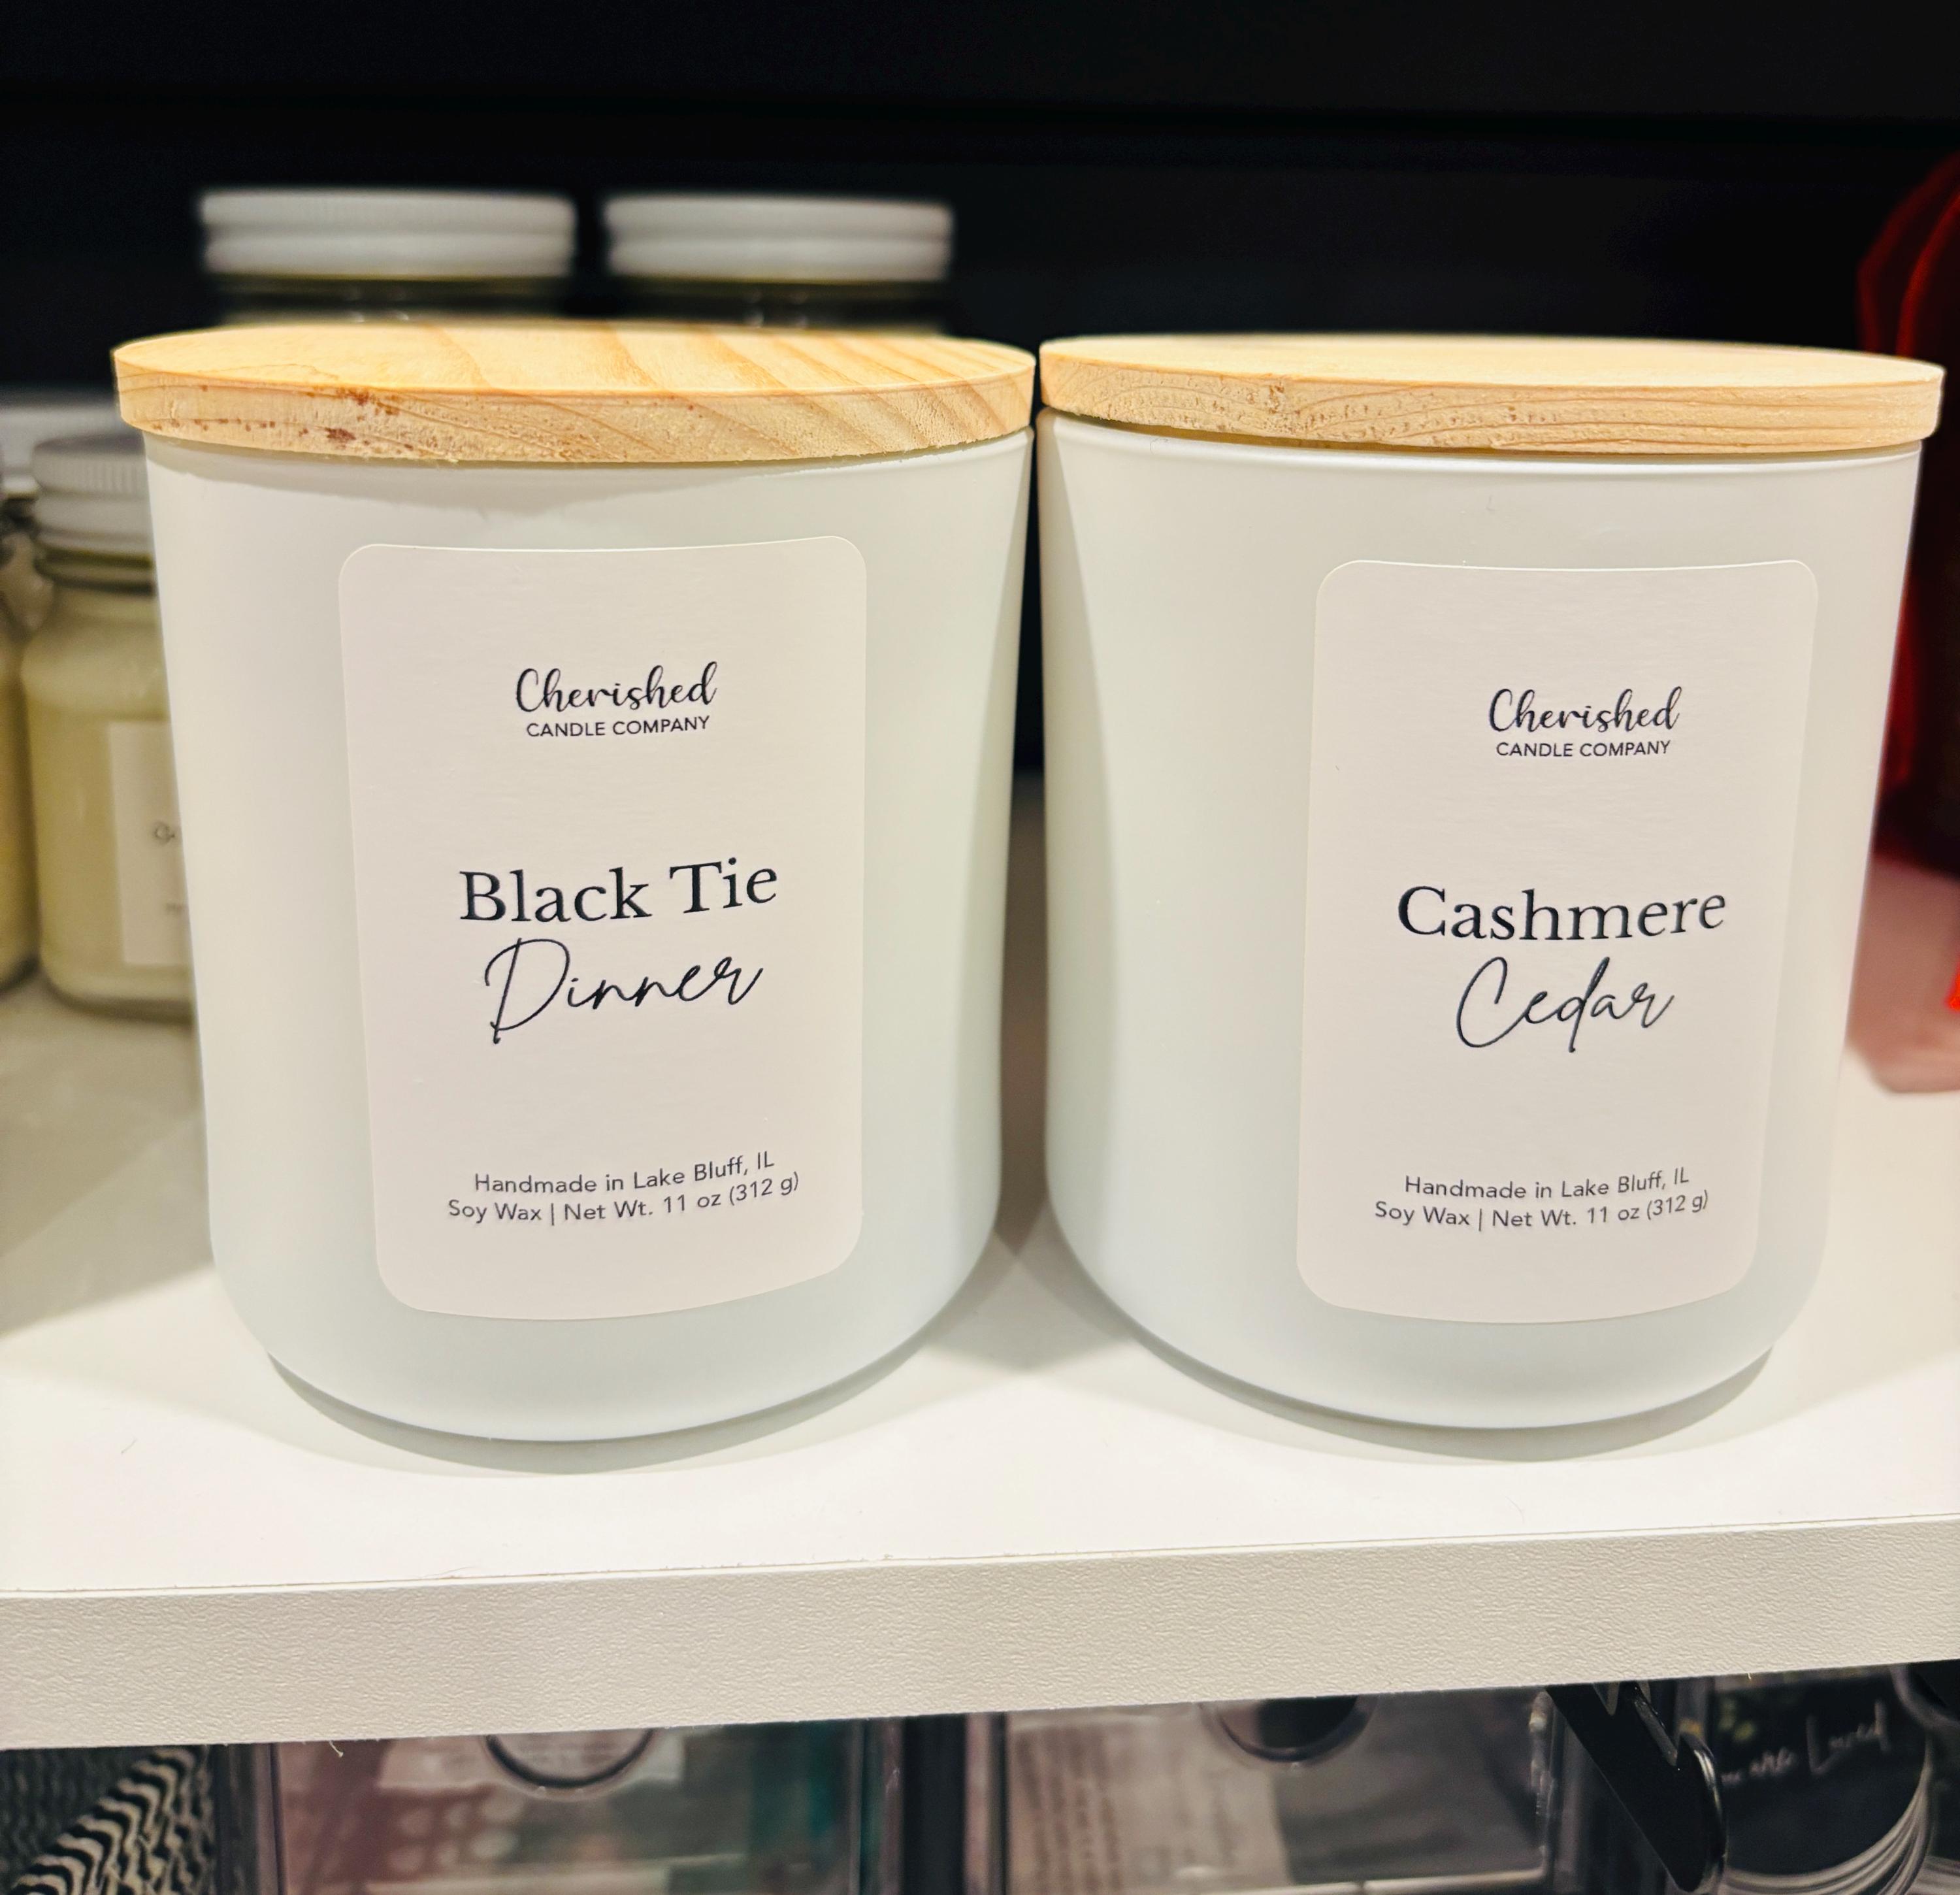 Cherished
CANDLE COMPANY
Black Tie
Dinner
Handmade in Lake Bluff, IL
Soy Wax | Net Wt. 11 oz (312 g)
Cherished
CANDLE COMPANY
Cashmere
Cedar
Handmade in Lake Bluff, IL
Soy Wax | Net Wt. 11 oz (312 g)
Loved